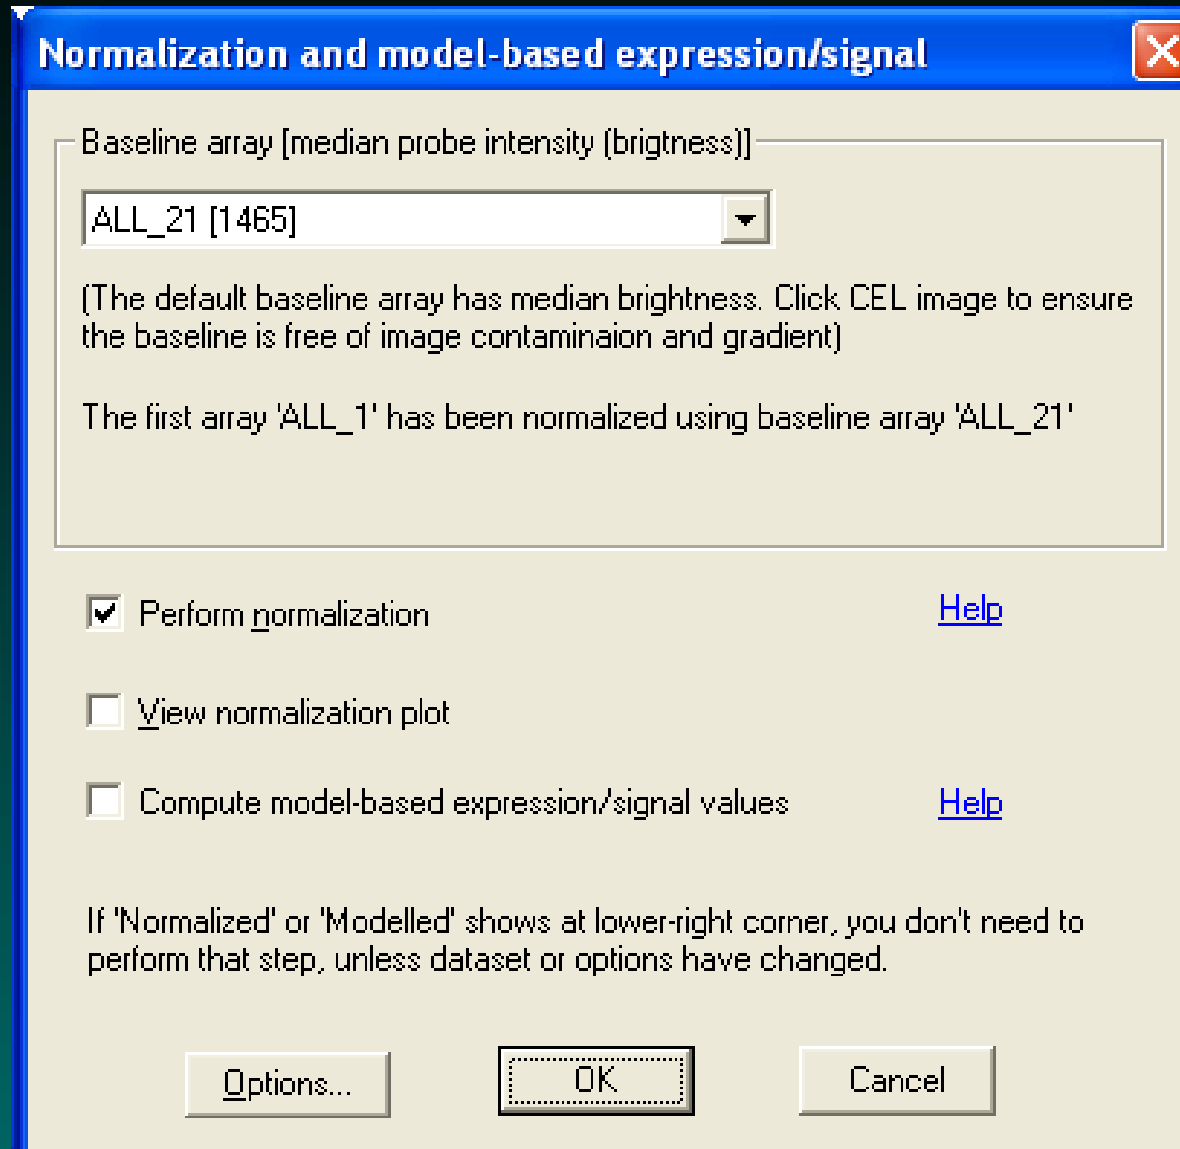 Normalization and model-based expression/signal
Baseline array [median probe intensity (brigtness)]
ALL_21 [1465]
(The default baseline array has median brightness. Click CEL image to ensure
the baseline is free of image contaminaion and gradient)
The first array 'ALL_1' has been normalized using baseline array 'ALL_21'
Perform normalization
Help
View normalization plot
Compute model-based expression/signal values
Help
If 'Normalized' or 'Modelled' shows at lower-right corner, you don't need to
perform that step, unless dataset or options have changed.
Options...
OK
Cancel